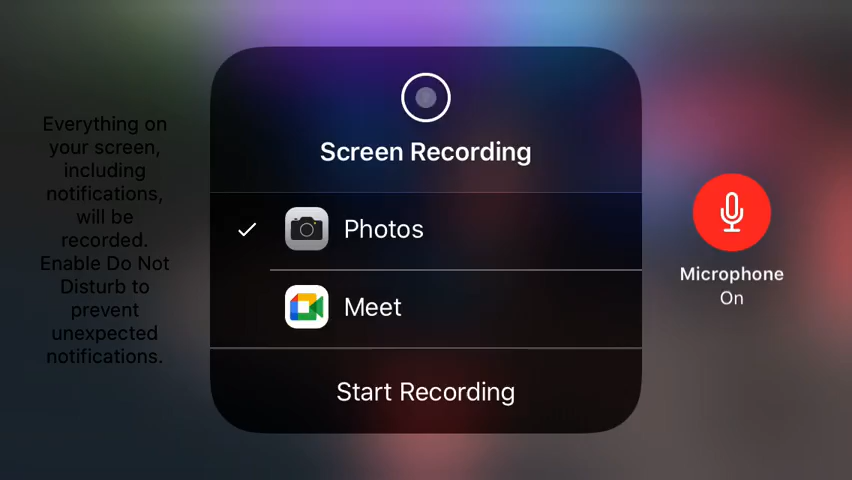 Everything on
your screen,
including
notifications,
will be
recorded.
Enable Do Not
Disturb to
prevent
unexpected
notifications.
Screen Recording
Photos
Meet
Start Recording
Microphone
On